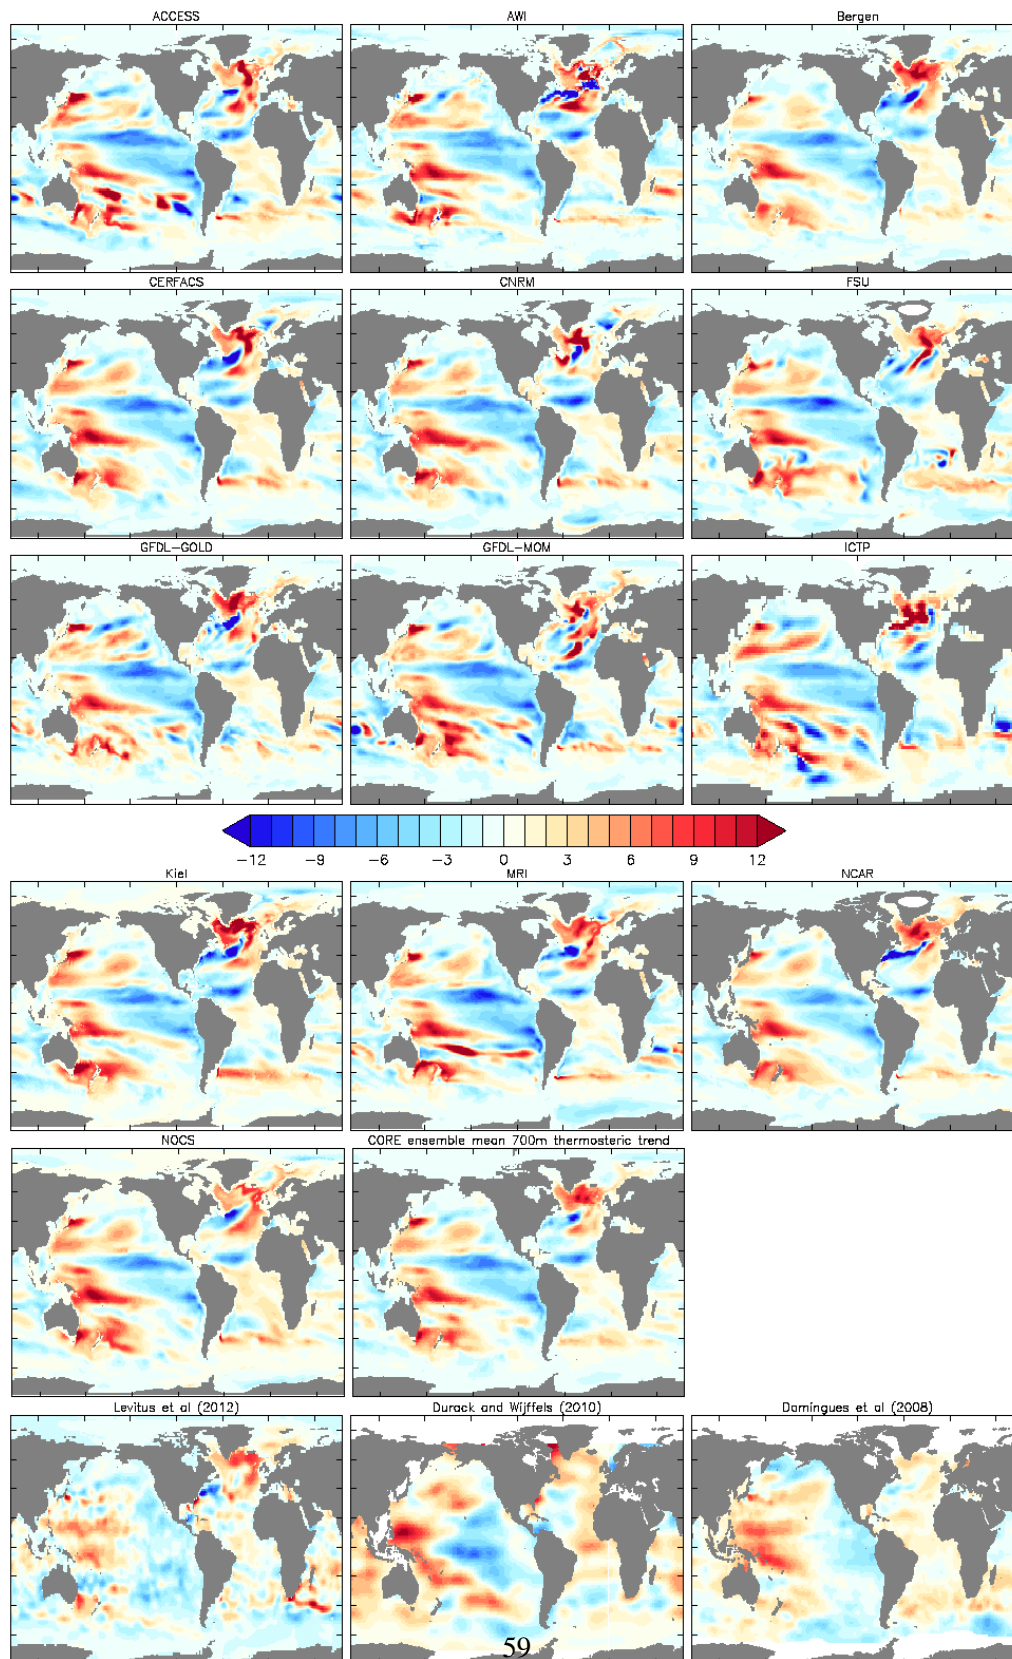 ACCESS AWI Bergen
CERFACS CNRM FSU
GFDL-GOLD GFDL-MOM ICTP
-12 -9 -6 -3 0 3 6 9 12
Kiel MRI NCAR
NOCS CORE ensemble mean 700m thermosteric trend
Levitus et al (2012) Durack and Wijffels (2010) Domingues et al (2008)
59